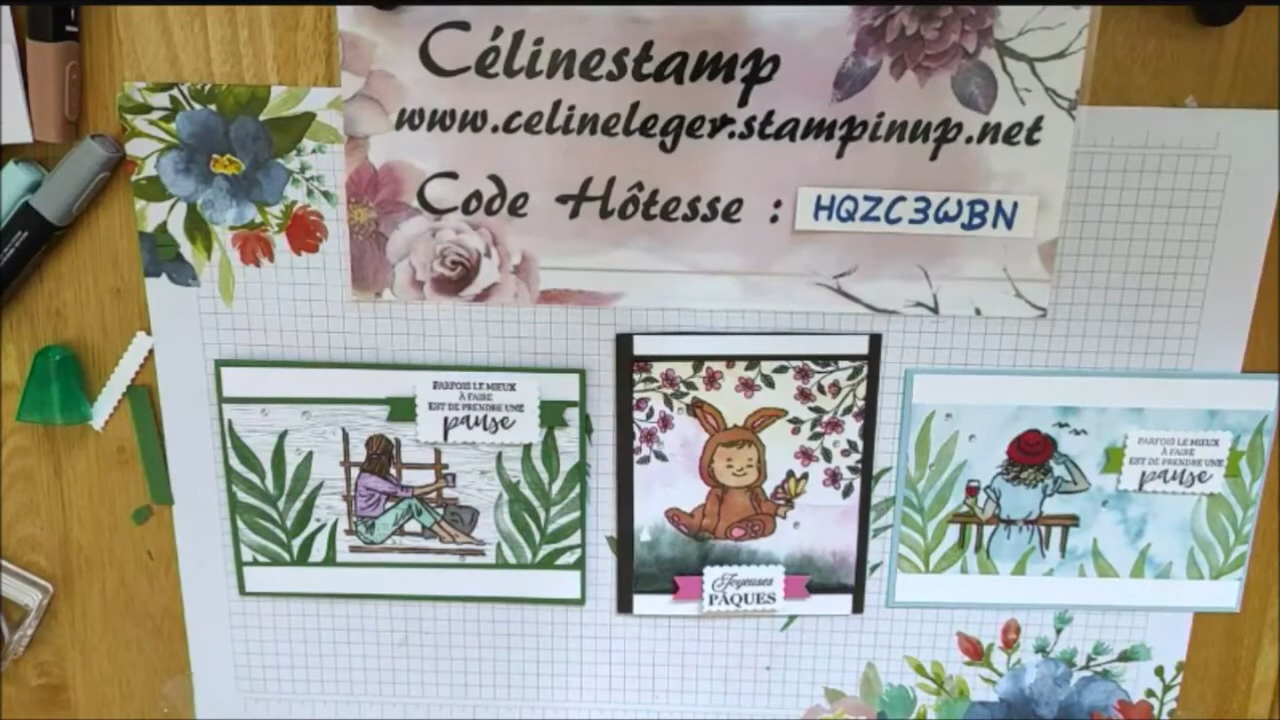 Célinestamp
www.celineleger.stampinup.net
Code Hôtesse : HQZC3WBN
PARFOIS LE MIEUX
À FAIRE
EST DE PRENDRE UNE
pause
Joyeuses
PÂQUES
PARFOIS LE MIEUX
À FAIRE
EST DE PRENDRE UNE
pause